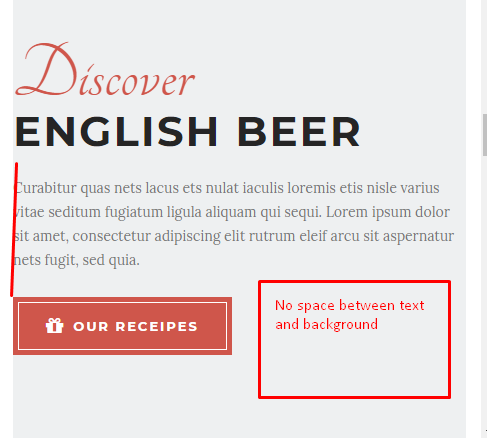 Discover
ENGLISH BEER
Curabitur quas nets lacus ets nulat iaculis loremis etis nisle varius
vitae seditum fugiatum ligula aliquam qui sequi. Lorem ipsum dolor
sit amet, consectetur adipiscing elit rutrum eleif arcu sit aspernatur
nets fugit, sed quia.
OUR RECEIPES
No space between text
and background